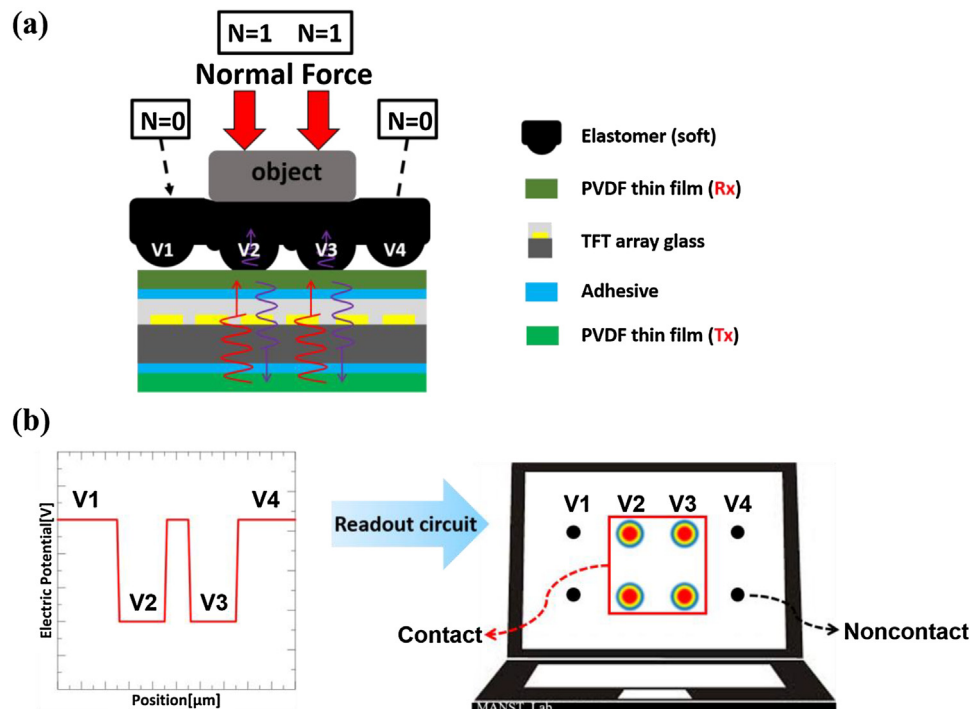 (a)
N=1 N=1
Normal Force
N=0
N=0
object
V1 V2 V3 V4
Elastomer (soft)
PVDF thin film (Rx)
TFT array glass
Adhesive
PVDF thin film (Tx)
(b)
Electric Potential[V]
V1
V4
V2
V3
Position[µm]
Readout circuit
V1 V2 V3 V4
Contact
Noncontact
MANST Lab